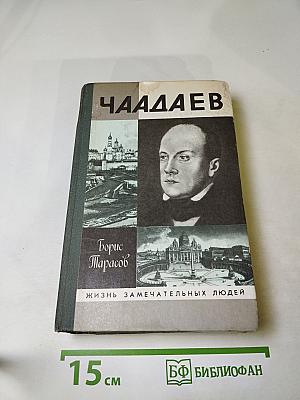 ЧААДАЕВ
Борис
Тарасов
ЖИЗНЬ ЗАМЕЧАТЕЛЬНЫХ ЛЮДЕЙ
15 см
БФ БИБЛИОФАН